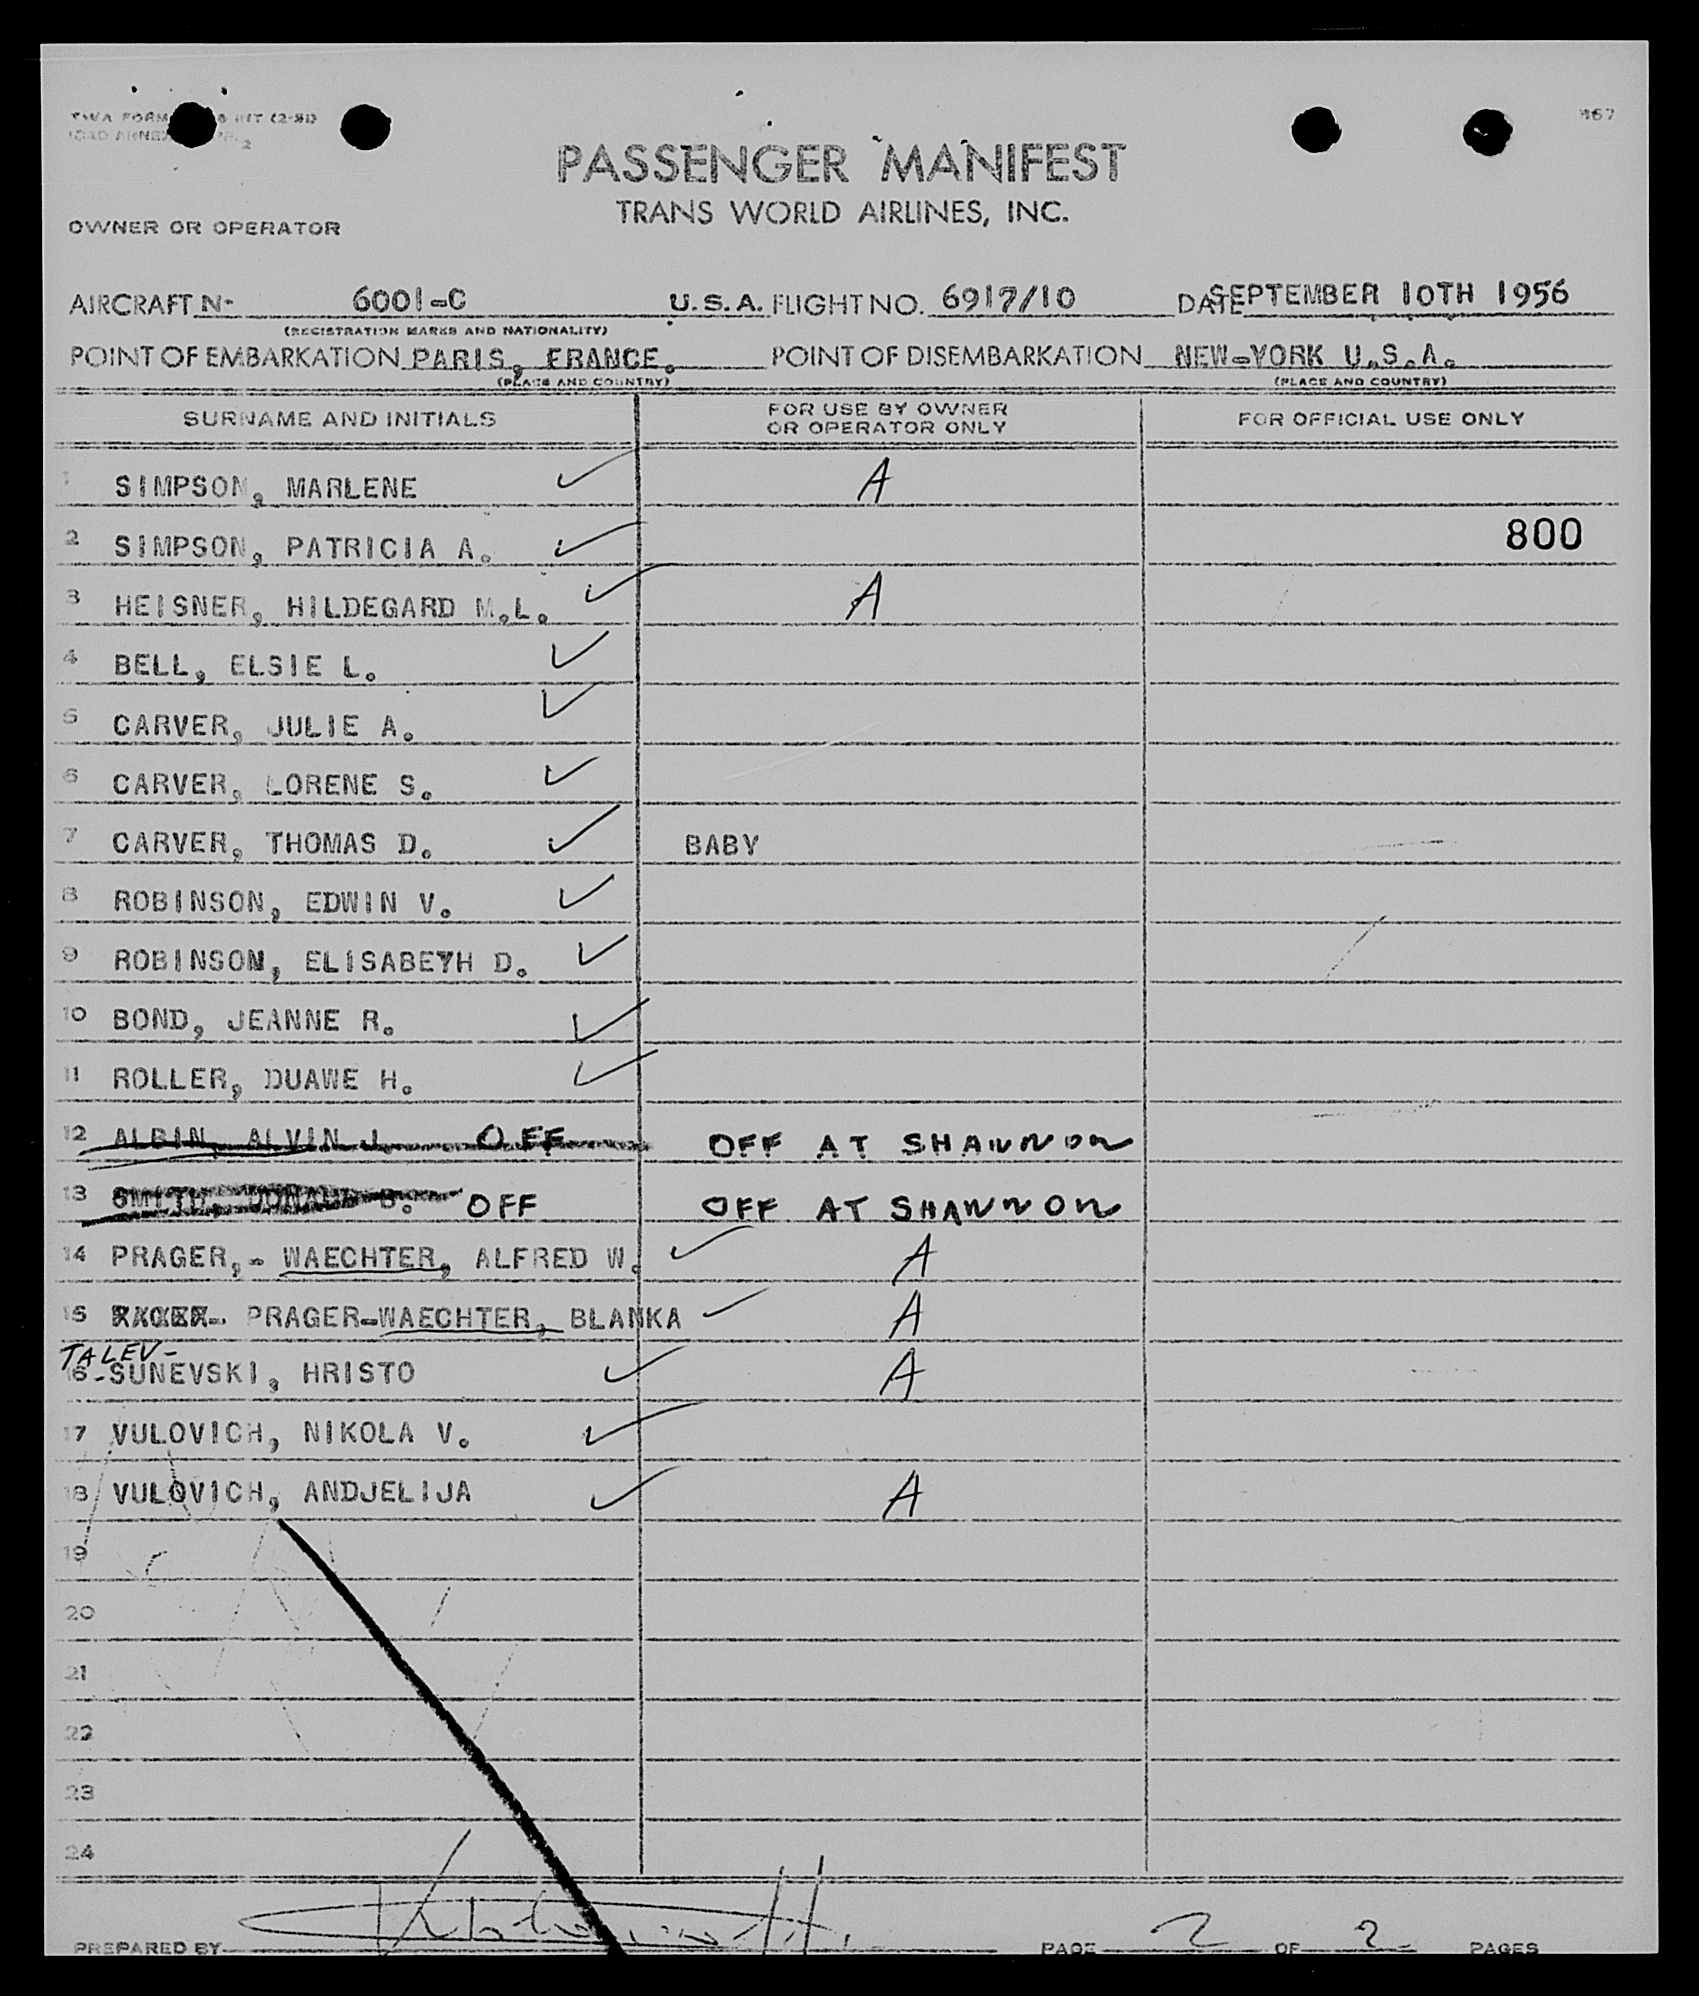 TWA FORM
2
467
PASSENGER MANIFEST
TRANS WORLD AIRLINES, INC.
OWNER OR OPERATOR
AIRCRAFT N- 6001-C U.S.A. FLIGHT NO. 6917/10 DATE SEPTEMBER 10TH 1956
(REGISTRATION MARKS AND NATIONALITY)
POINT OF EMBARKATION PARIS, FRANCE. POINT OF DISEMBARKATION NEW-YORK U.S.A.
(PLACE AND COUNTRY) (PLACE AND COUNTRY)
SURNAME AND INITIALS FOR USE BY OWNER OR OPERATOR ONLY FOR OFFICIAL USE ONLY
1 SIMPSON, MARLENE ✓ A
2 SIMPSON, PATRICIA A. ✓ 800
3 HEISNER, HILDEGARD M.L. ✓ A
4 BELL, ELSIE L. ✓
5 CARVER, JULIE A. ✓
6 CARVER, LORENE S. ✓
7 CARVER, THOMAS D. ✓ BABY
8 ROBINSON, EDWIN V. ✓
9 ROBINSON, ELISABEYH D. ✓
10 BOND, JEANNE R. ✓
11 ROLLER, DUAWE H. ✓
12 ALBIN, ALVIN J. OFF OFF AT SHANNON
13 SMITH, DONALD B. OFF OFF AT SHANNON
14 PRAGER,- WAECHTER, ALFRED W. ✓ A
15 PRAGER-WAECHTER, BLANKA ✓ A
TALEV-
16 -SUNEVSKI, HRISTO ✓ A
17 VULOVICH, NIKOLA V. ✓
18 VULOVICH, ANDJELIJA ✓ A
19
20
21
22
23
24
PREPARED BY PAGE 2 OF 2 PAGES